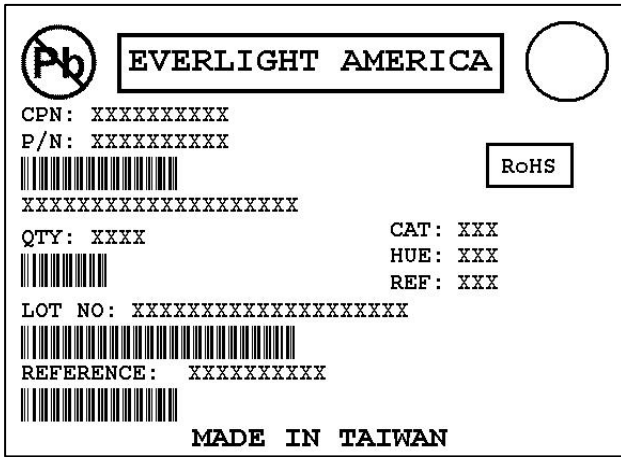 Pb
EVERLIGHT AMERICA
CPN: XXXXXXXXXX
P/N: XXXXXXXXXX
RoHS
XXXXXXXXXXXXXXXXXXXX
QTY: XXXX
CAT: XXX
HUE: XXX
REF: XXX
LOT NO: XXXXXXXXXXXXXXXXXXXX
REFERENCE: XXXXXXXXXX
MADE IN TAIWAN